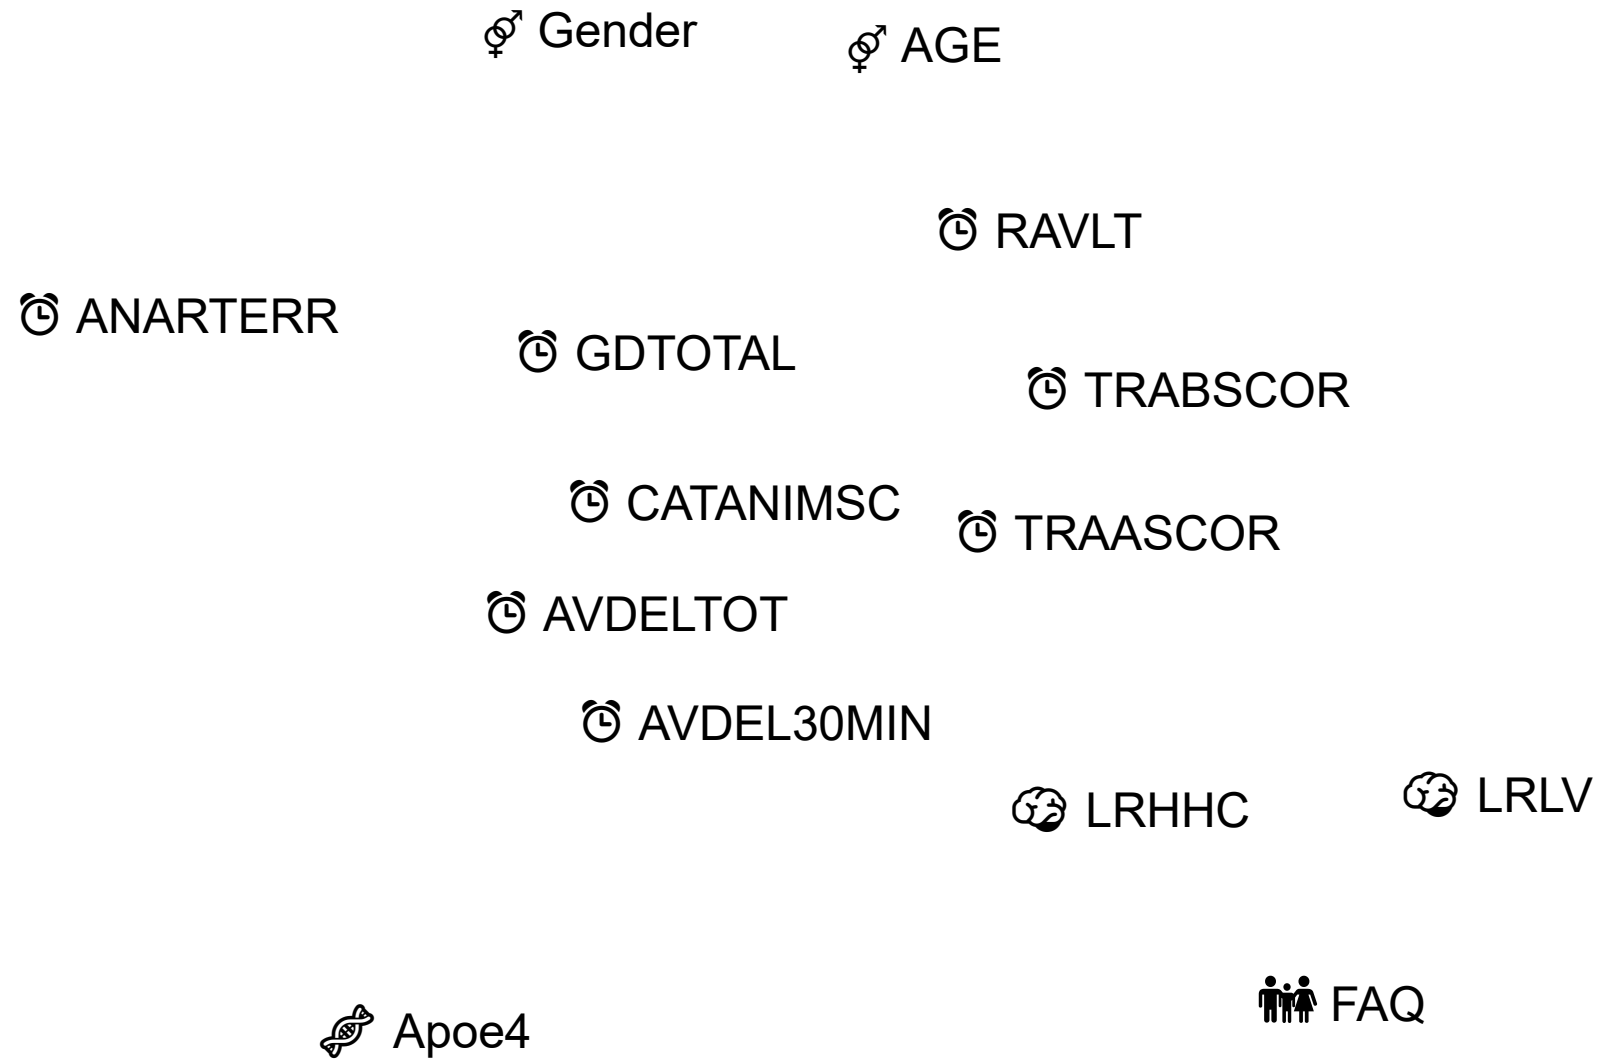 Gender
AGE
RAVLT
ANARTERR
GDTOTAL
TRABSCOR
CATANIMSC
TRAASCOR
AVDELTOT
AVDEL30MIN
LRHHC
LRLV
FAQ
Apoe4